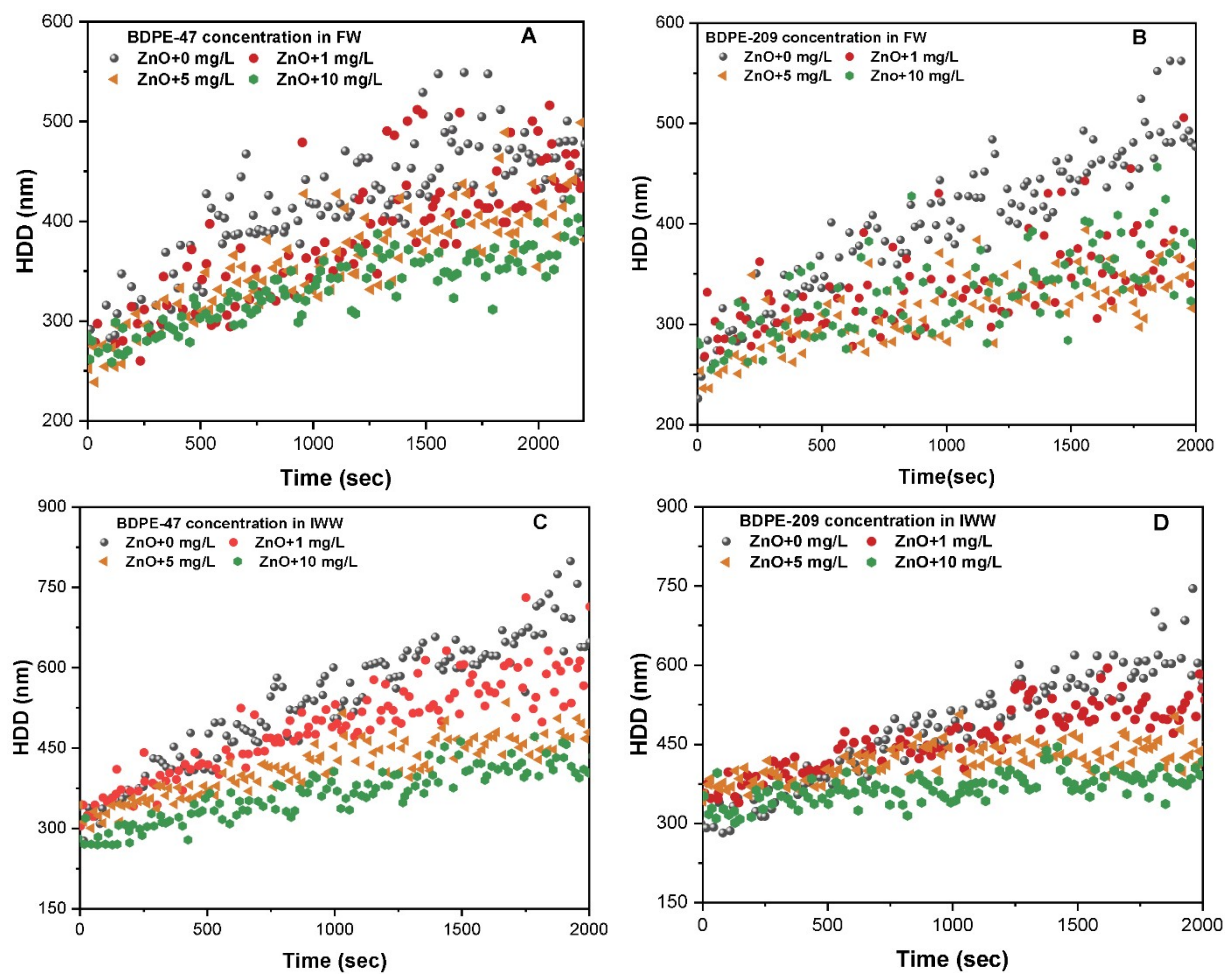 BDPE-47 concentration in FW
A
ZnO+0 mg/L ZnO+1 mg/L
ZnO+5 mg/L ZnO+10 mg/L
600
500
400
300
200
HDD (nm)
0 500 1000 1500 2000
Time (sec)
BDPE-209 concentration in FW
B
ZnO+0 mg/L ZnO+1 mg/L
ZnO+5 mg/L Zno+10 mg/L
600
500
400
300
200
HDD (nm)
0 500 1000 1500 2000
Time(sec)
BDPE-47 concentration in IWW
C
ZnO+0 mg/L ZnO+1 mg/L
ZnO+5 mg/L ZnO+10 mg/L
900
750
600
450
300
150
HDD (nm)
0 500 1000 1500 2000
Time (sec)
BDPE-209 concentration in IWW
D
ZnO+0 mg/L ZnO+1 mg/L
ZnO+5 mg/L ZnO+10 mg/L
900
750
600
450
300
150
HDD (nm)
0 500 1000 1500 2000
Time (sec)